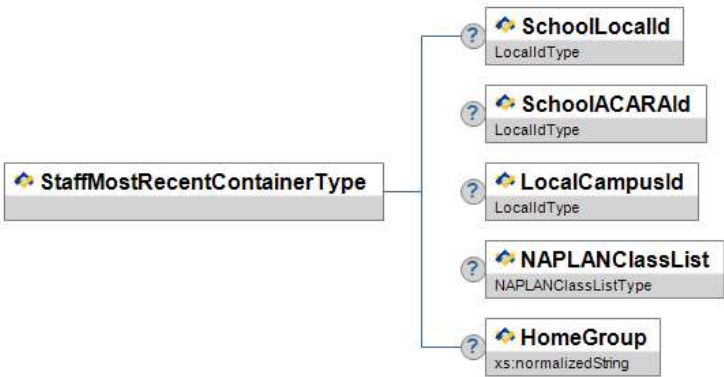 ?
SchoolLocalId
LocalIdType
?
SchoolACARAId
LocalIdType
StaffMostRecentContainerType
?
LocalCampusId
LocalIdType
?
NAPLANClassList
NAPLANClassListType
?
HomeGroup
xs:normalizedString